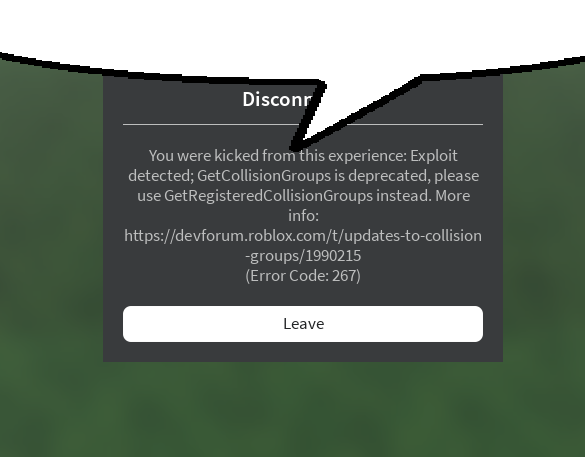 You were kicked from this experience: Exploit
detected; GetCollisionGroups is deprecated, please
use GetRegisteredCollisionGroups instead. More
info:
https://devforum.roblox.com/t/updates-to-collision
-groups/1990215
(Error Code: 267)
Leave